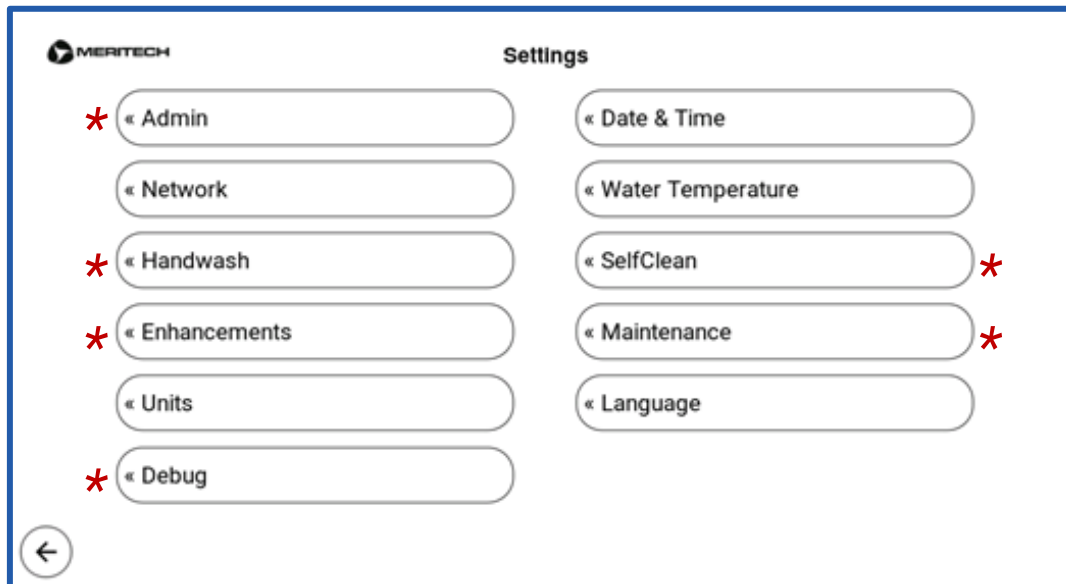 MERITECH
Settings
* « Admin
« Date & Time
« Network
« Water Temperature
* « Handwash
« SelfClean *
* « Enhancements
« Maintenance *
« Units
« Language
* « Debug